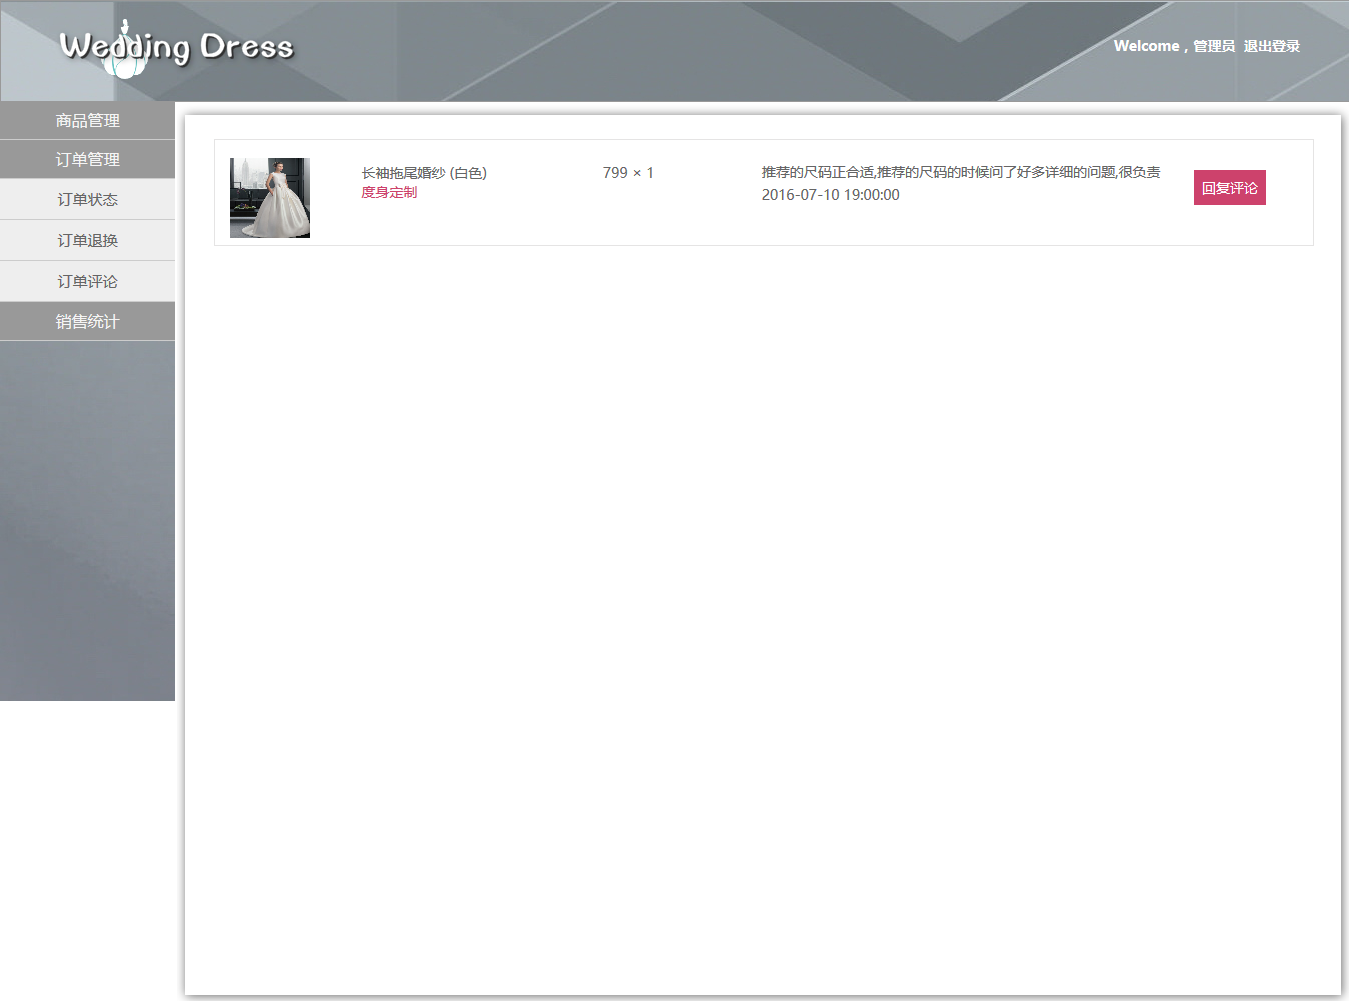 Wedding Dress
Welcome，管理员 退出登录
商品管理
订单管理
订单状态
订单退换
订单评论
销售统计
长袖拖尾婚纱 (白色)
度身定制
799 × 1
推荐的尺码正合适,推荐的尺码的时候问了好多详细的问题,很负责
2016-07-10 19:00:00
回复评论